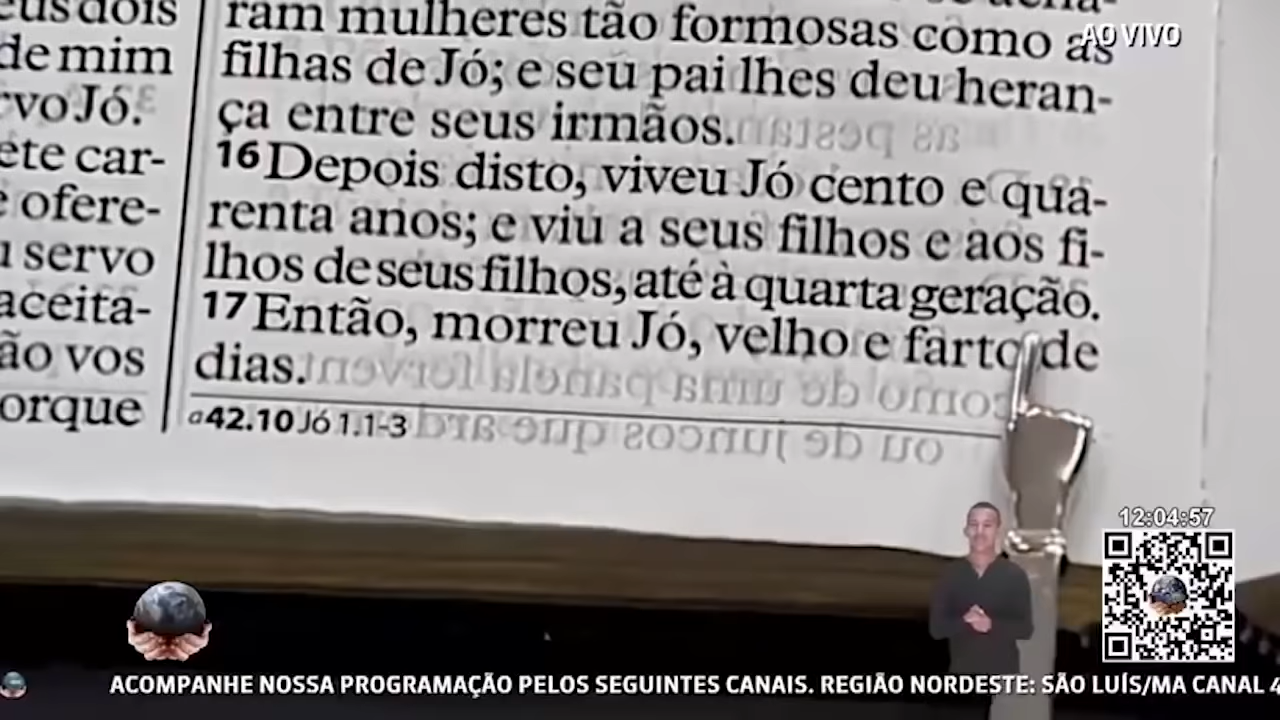 eus dois
de mim
rvo Jó.
ete car-
e ofere-
u servo
aceita-
ão vos
orque
ram mulheres tão formosas como as
filhas de Jó; e seu pai lhes deu heran-
ça entre seus irmãos.
16 Depois disto, viveu Jó cento e qua-
renta anos; e viu a seus filhos e aos fi-
lhos de seus filhos, até à quarta geração.
17 Então, morreu Jó, velho e farto de
dias.
a 42.10 Jó 1.1-3
AO VIVO
12:04:57
ACOMPANHE NOSSA PROGRAMAÇÃO PELOS SEGUINTES CANAIS. REGIÃO NORDESTE: SÃO LUÍS/MA CANAL 4